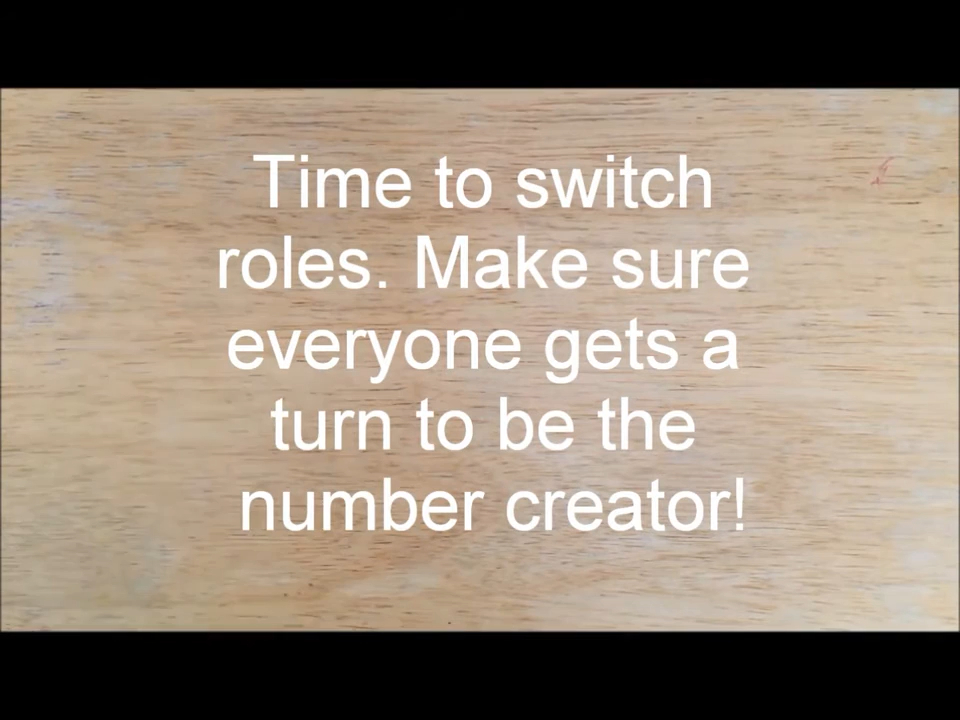 Time to switch
roles. Make sure
everyone gets a
turn to be the
number creator!